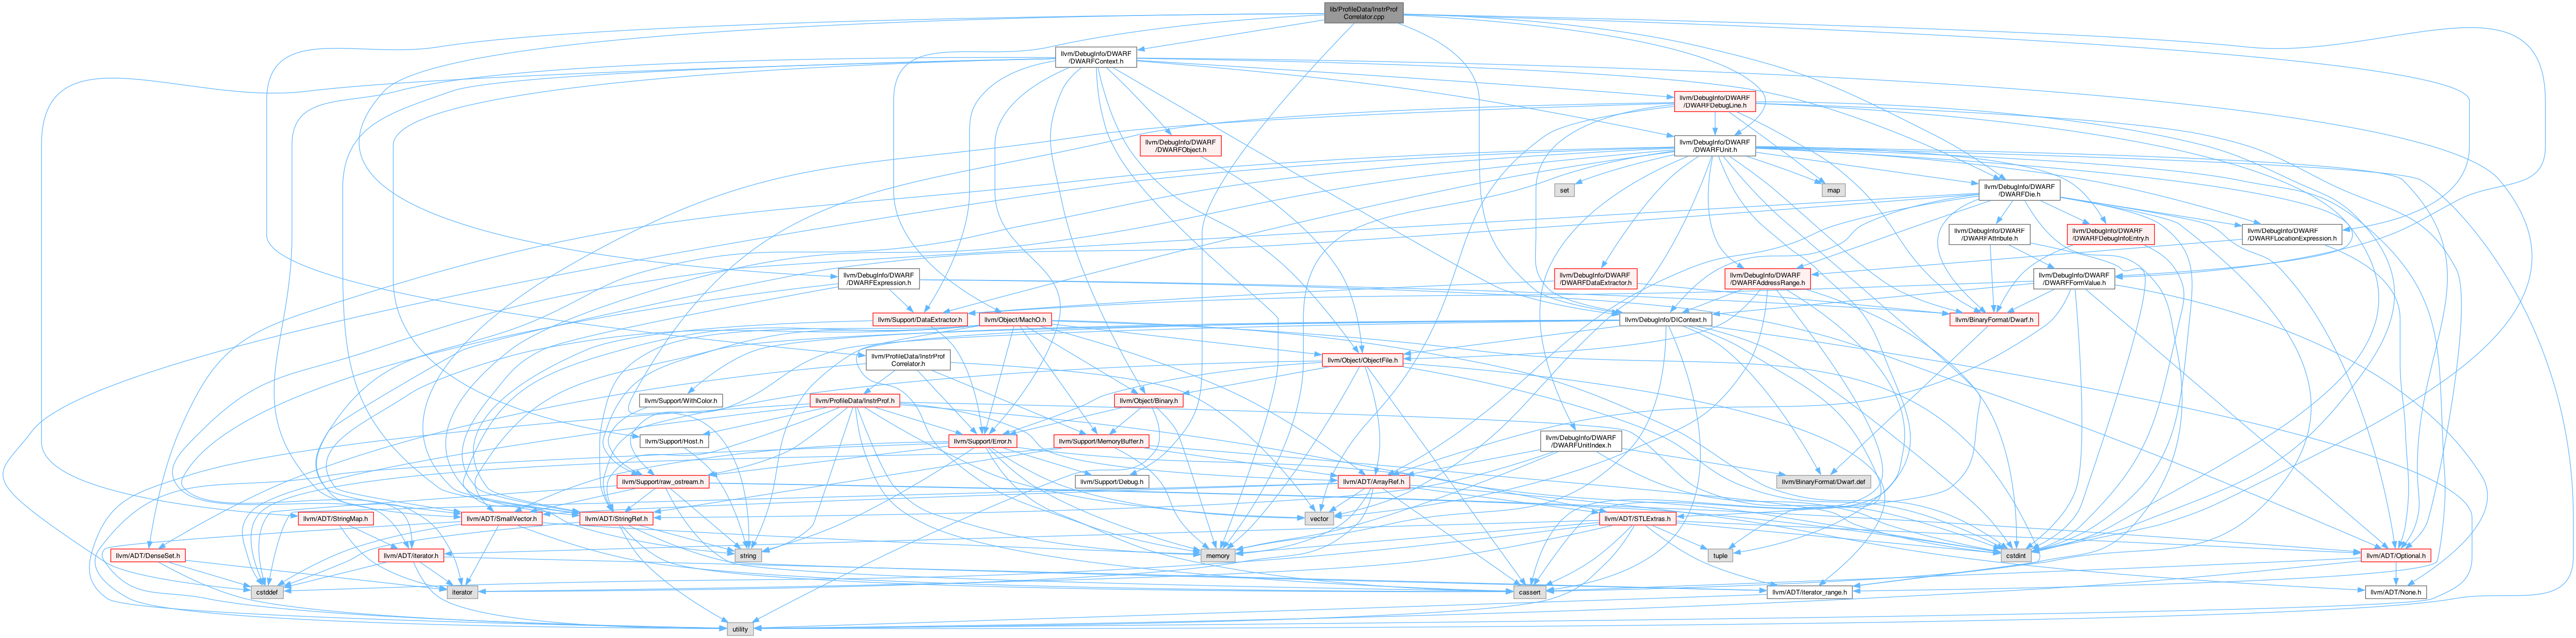 lib/ProfileData/InstrProf
Correlator.cpp
llvm/DebugInfo/DWARF
/DWARFContext.h
llvm/DebugInfo/DWARF
/DWARFDebugLine.h
llvm/DebugInfo/DWARF
/DWARFObject.h
llvm/DebugInfo/DWARF
/DWARFUnit.h
set
map
llvm/DebugInfo/DWARF
/DWARFDie.h
llvm/DebugInfo/DWARF
/DWARFAttribute.h
llvm/DebugInfo/DWARF
/DWARFDebugInfoEntry.h
llvm/DebugInfo/DWARF
/DWARFLocationExpression.h
llvm/DebugInfo/DWARF
/DWARFExpression.h
llvm/DebugInfo/DWARF
/DWARFDataExtractor.h
llvm/DebugInfo/DWARF
/DWARFAddressRange.h
llvm/DebugInfo/DWARF
/DWARFFormValue.h
llvm/Support/DataExtractor.h
llvm/Object/MachO.h
llvm/DebugInfo/DIContext.h
llvm/BinaryFormat/Dwarf.h
llvm/ProfileData/InstrProf
Correlator.h
llvm/Object/ObjectFile.h
llvm/Support/WithColor.h
llvm/ProfileData/InstrProf.h
llvm/Object/Binary.h
llvm/Support/Host.h
llvm/Support/Error.h
llvm/Support/MemoryBuffer.h
llvm/DebugInfo/DWARF
/DWARFUnitIndex.h
llvm/Support/raw_ostream.h
llvm/Support/Debug.h
llvm/ADT/ArrayRef.h
llvm/BinaryFormat/Dwarf.def
llvm/ADT/StringMap.h
llvm/ADT/SmallVector.h
llvm/ADT/StringRef.h
vector
llvm/ADT/STLExtras.h
llvm/ADT/DenseSet.h
llvm/ADT/iterator.h
string
memory
tuple
cstdint
llvm/ADT/Optional.h
cstddef
iterator
cassert
llvm/ADT/iterator_range.h
llvm/ADT/None.h
utility